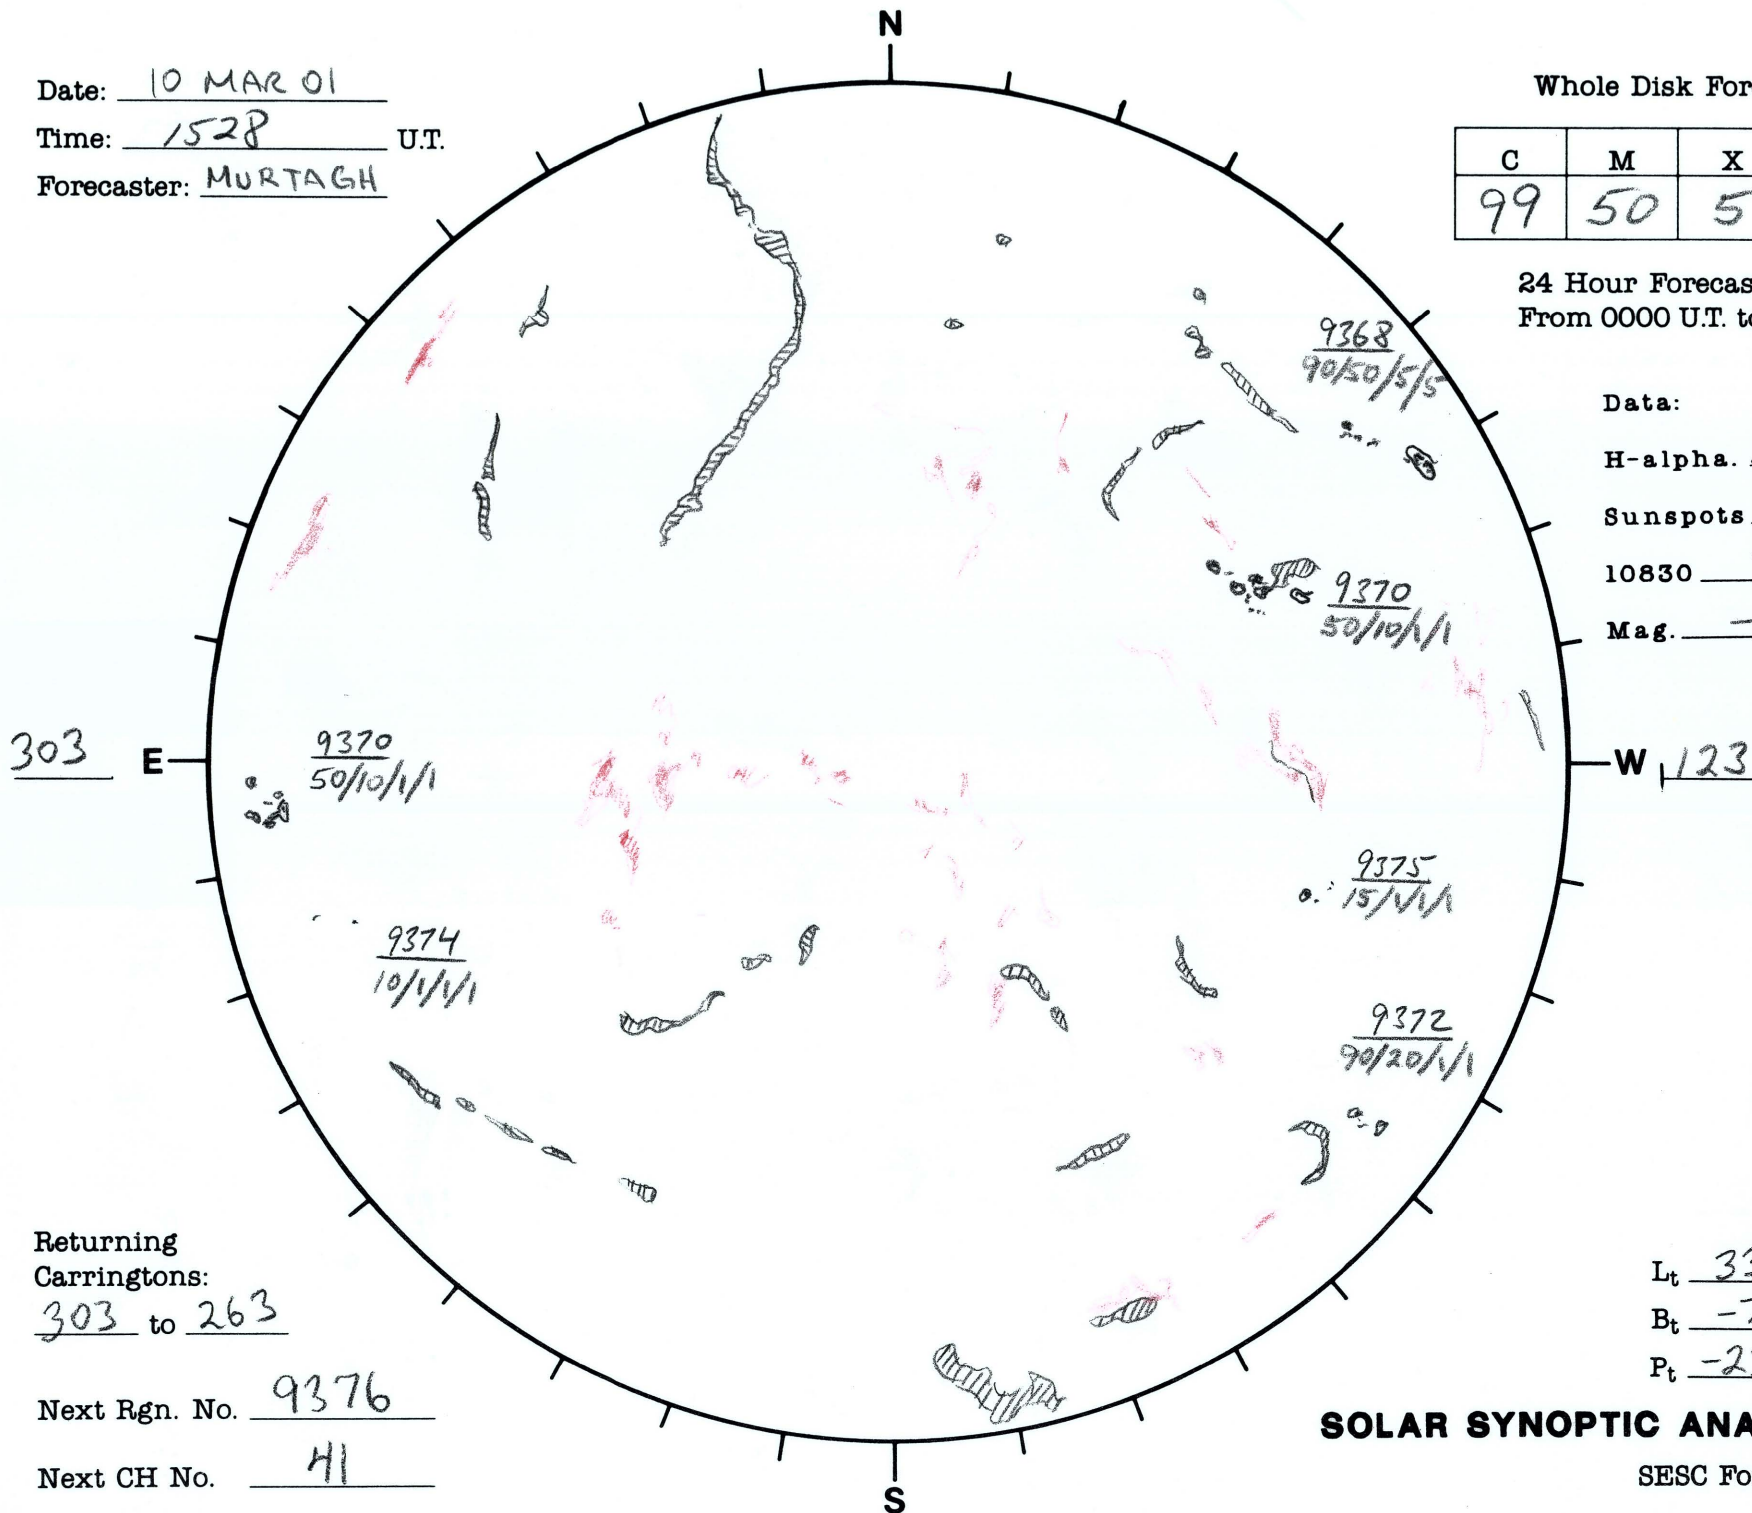 N
Date: 10 MAR 01
Time: 1528 U.T.
Forecaster: MURTAGH
Whole Disk For
C M X
99 50 5
24 Hour Forecas
From 0000 U.T. to
9368
90/50/5/5
Data:
H-alpha.
Sunspots
10830
Mag. -
9370
50/10/1/1
303 E
W 123
9370
50/10/1/1
9375
15/1/1/1
9374
10/1/1/1
9372
90/20/1/1
Returning
Carringtons:
303 to 263
Lt 33
Bt -7
Pt -2
Next Rgn. No. 9376
Next CH No. 41
SOLAR SYNOPTIC ANA
SESC Fo
S